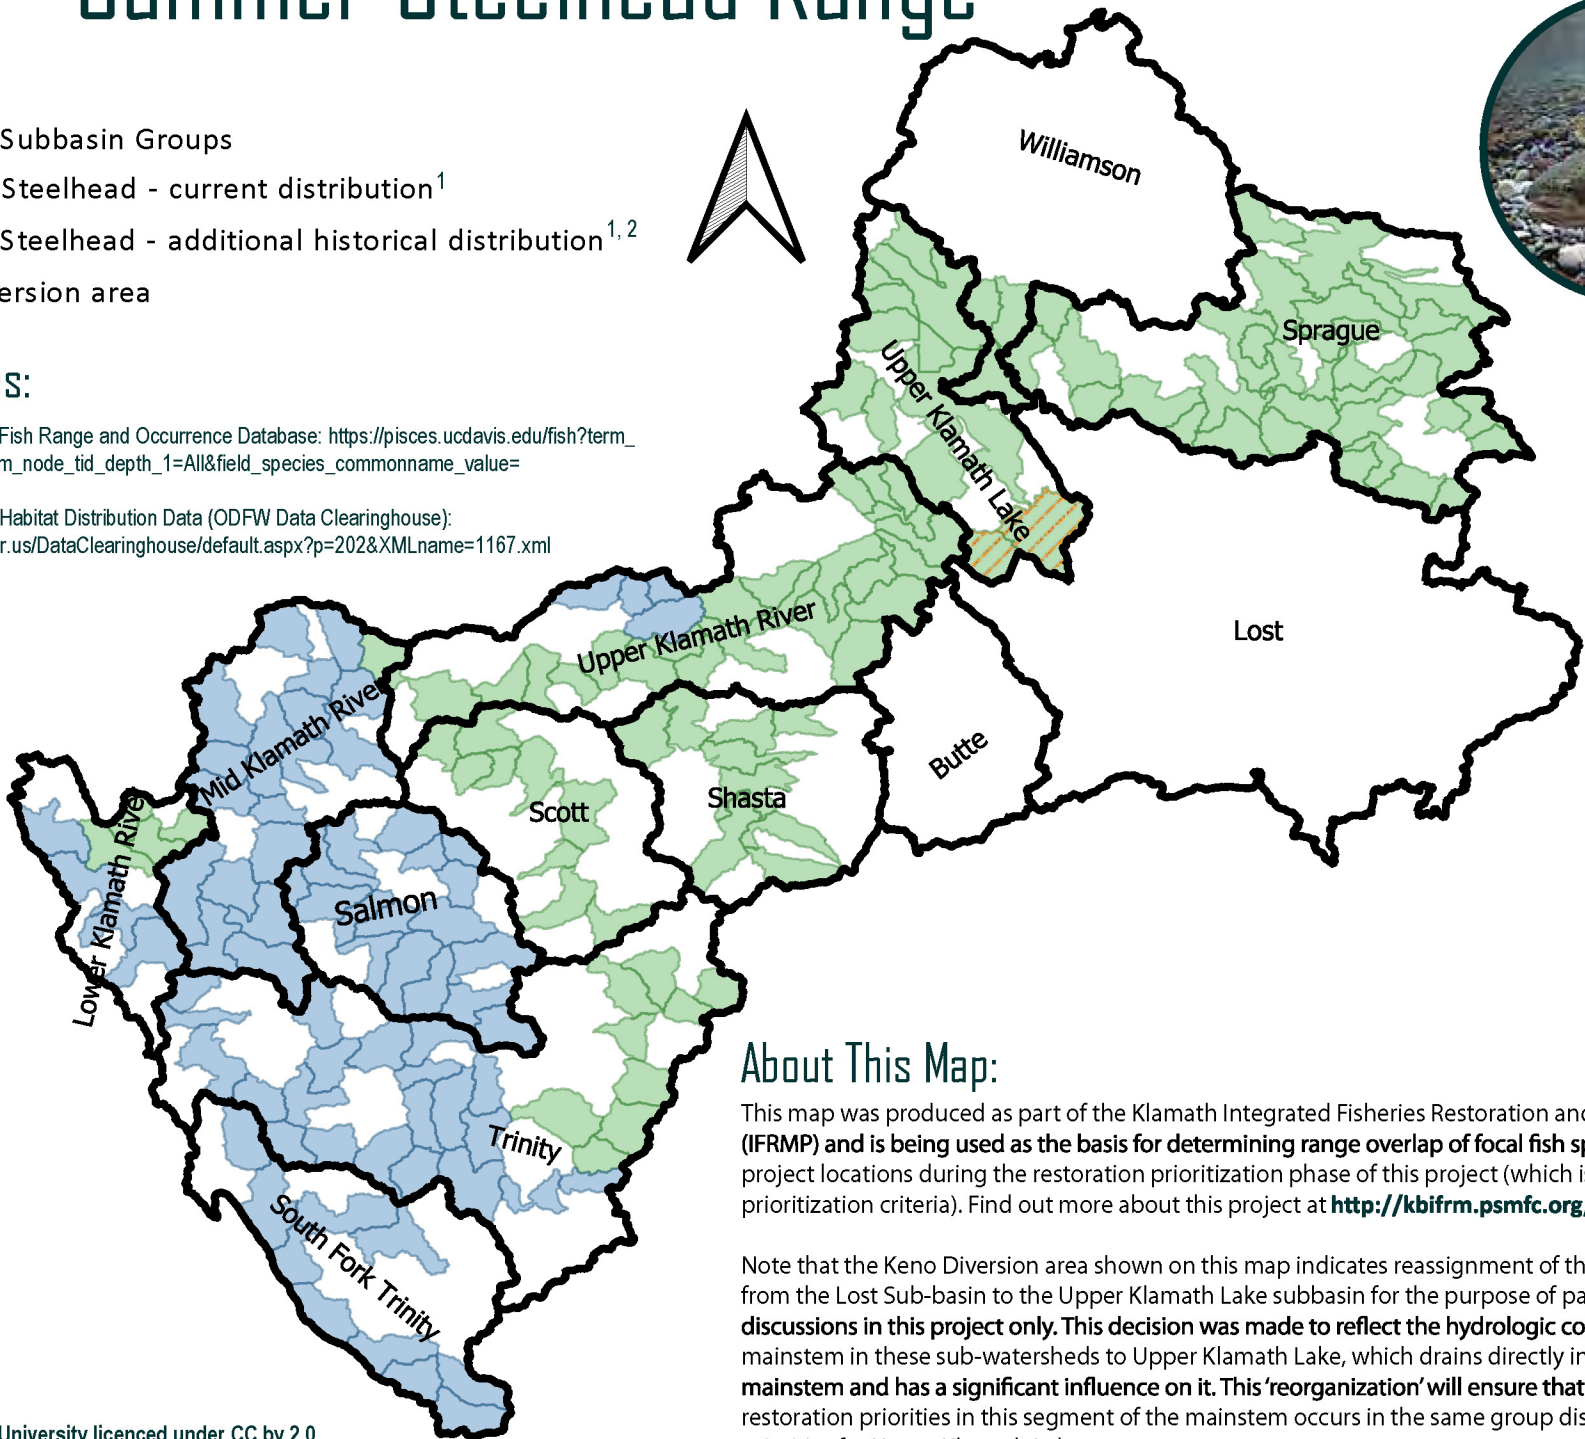 Summer Steelhead Range
Subbasin Groups
Steelhead - current distribution1
Steelhead - additional historical distribution1, 2
ersion area
s:
Fish Range and Occurrence Database: https://pisces.ucdavis.edu/fish?term_
m_node_tid_depth_1=All&field_species_commonname_value=
Habitat Distribution Data (ODFW Data Clearinghouse):
r.us/DataClearinghouse/default.aspx?p=202&XMLname=1167.xml
Williamson
Sprague
Upper Klamath Lake
Upper Klamath River
Lost
Mid Klamath River
Butte
Scott
Shasta
Lower Klamath River
Salmon
Trinity
South Fork Trinity
About This Map:
This map was produced as part of the Klamath Integrated Fisheries Restoration and
(IFRMP) and is being used as the basis for determining range overlap of focal fish sp
project locations during the restoration prioritization phase of this project (which is
prioritization criteria). Find out more about this project at http://kbifrm.psmfc.org/
Note that the Keno Diversion area shown on this map indicates reassignment of th
from the Lost Sub-basin to the Upper Klamath Lake subbasin for the purpose of pa
discussions in this project only. This decision was made to reflect the hydrologic co
mainstem in these sub-watersheds to Upper Klamath Lake, which drains directly in
mainstem and has a significant influence on it. This 'reorganization' will ensure that
restoration priorities in this segment of the mainstem occurs in the same group dis
University licenced under CC by 2.0